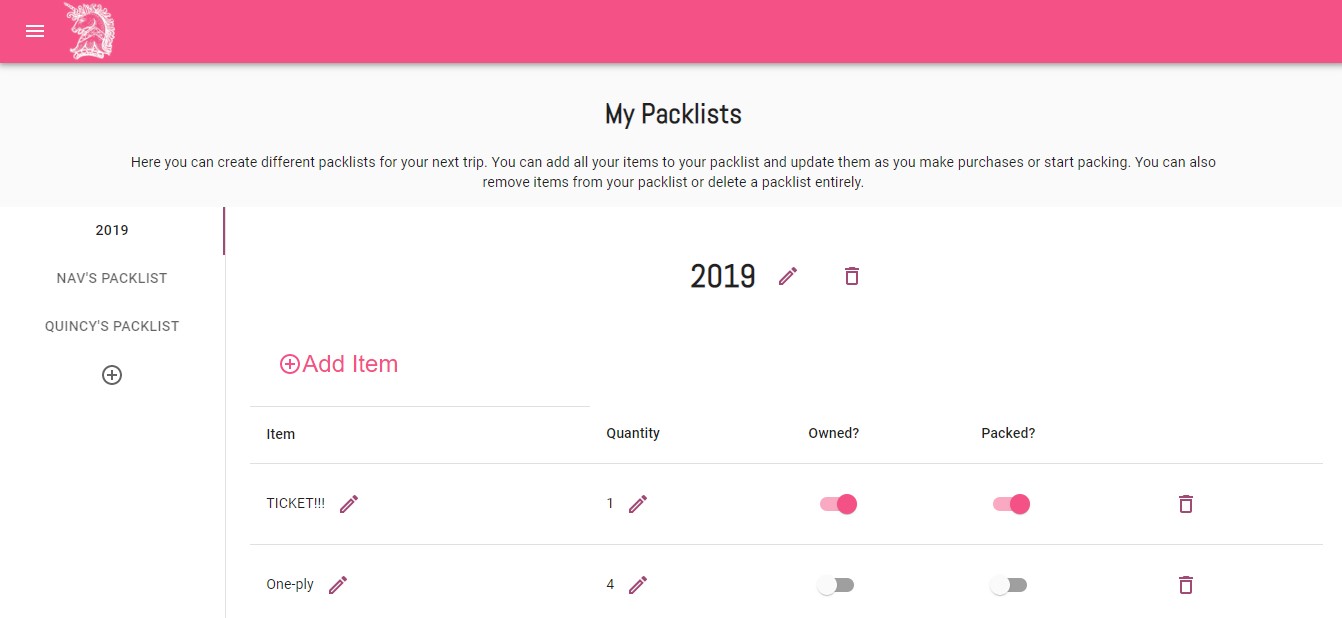 My Packlists
Here you can create different packlists for your next trip. You can add all your items to your packlist and update them as you make purchases or start packing. You can also
remove items from your packlist or delete a packlist entirely.
2019
NAV'S PACKLIST
QUINCY'S PACKLIST
2019
Add Item
Item Quantity Owned? Packed?
TICKET!!! 1
One-ply 4